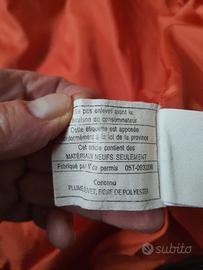 Ne pas enlever avant la
livraison au consommateur
Cette étiquette est apposée
conformément à la loi de la province
Cet article contient des
MATÉRIAUX NEUFS SEULEMENT
Fabriqué par N° de permis 05T-
Contenu
PLUME, FIBRE DE POLYESTER
subito